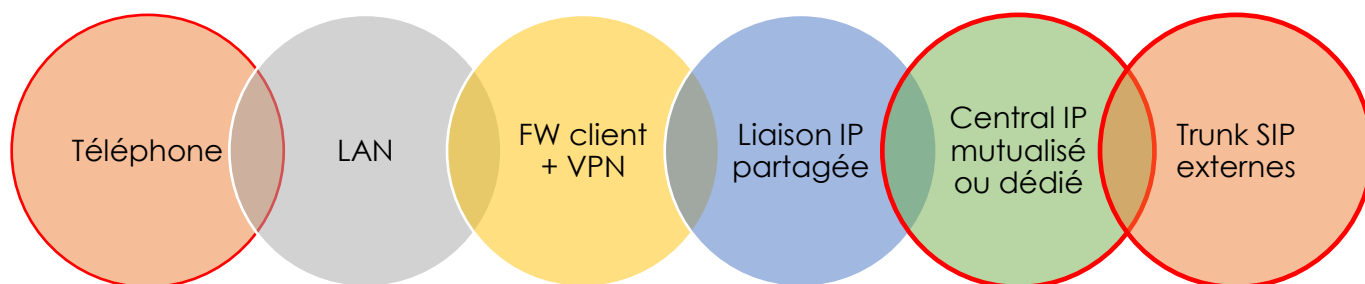 Téléphone
LAN
FW client
+ VPN
Liaison IP
partagée
Central IP
mutualisé
ou dédié
Trunk SIP
externes